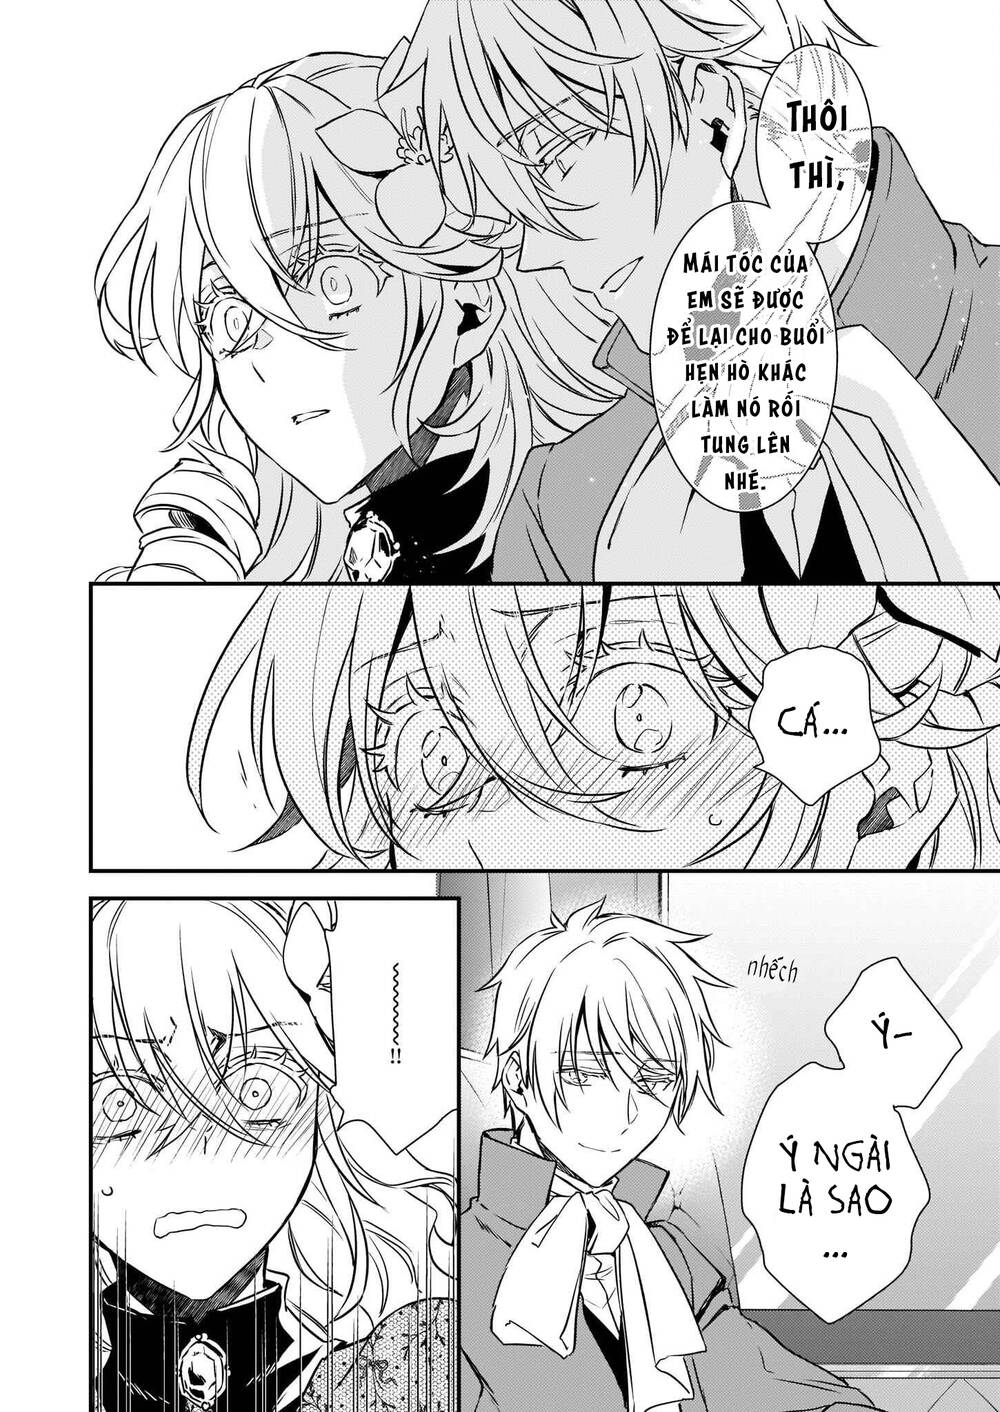 THÔI
THÌ,
MÁI TÓC CỦA
EM SẼ ĐƯỢC
ĐỂ LẠI CHO BUỔI
HẸN HÒ KHÁC
LÀM NÓ RỐI
TUNG LÊN
NHÉ.
CÁ...
nhếch
Ý-
Ý NGÀI
LÀ SAO
...
~~~!!